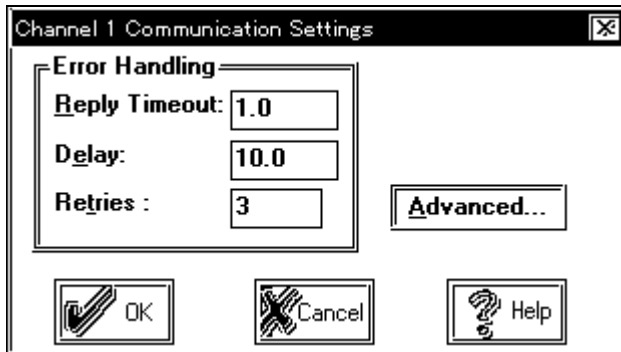 Channel 1 Communication Settings
Error Handling
Reply Timeout: 1.0
Delay: 10.0
Retries : 3
Advanced...
OK Cancel Help